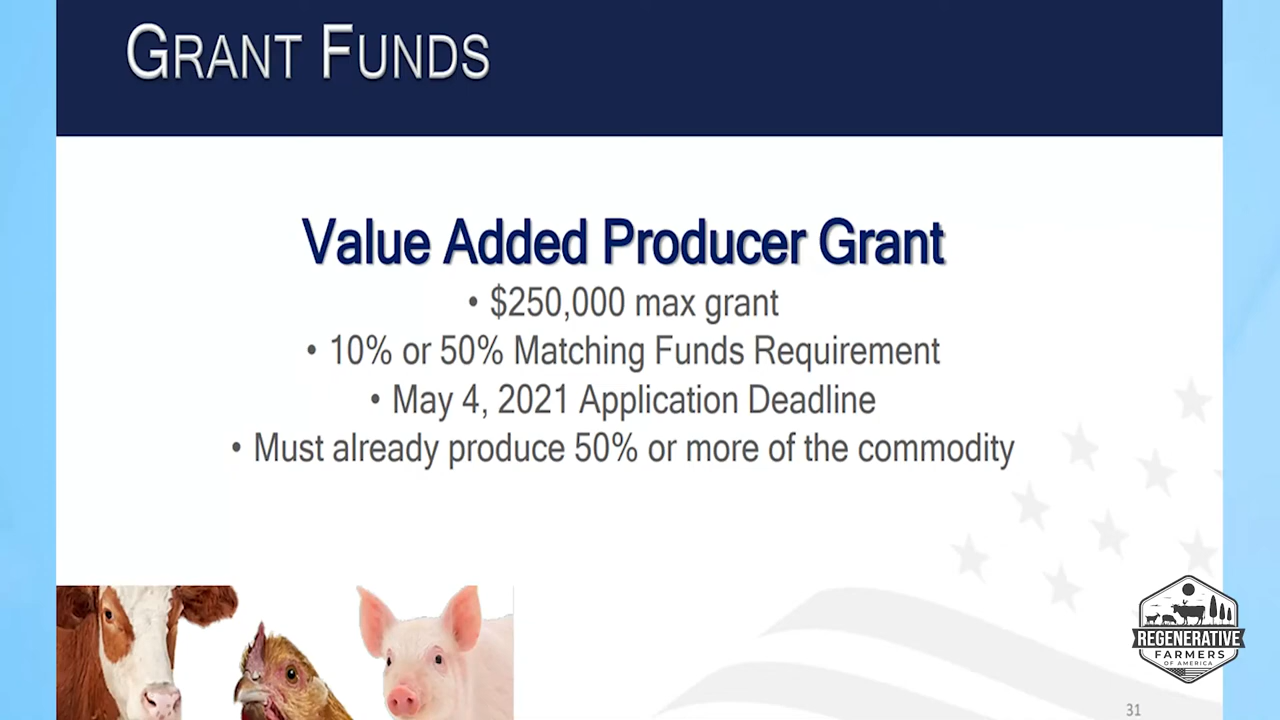 GRANT FUNDS
Value Added Producer Grant
• $250,000 max grant
• 10% or 50% Matching Funds Requirement
• May 4, 2021 Application Deadline
• Must already produce 50% or more of the commodity
REGENERATIVE
FARMERS
OF AMERICA
31